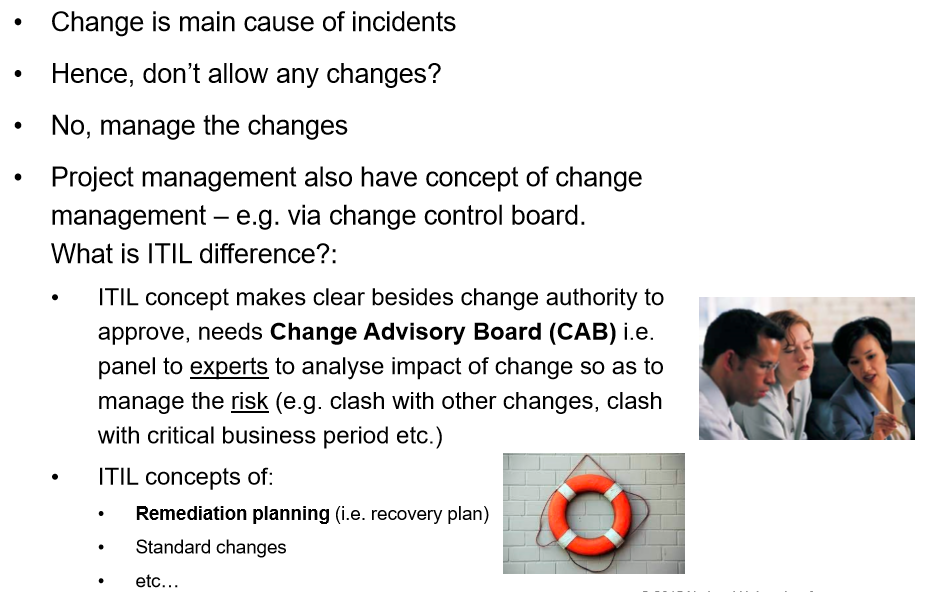 • Change is main cause of incidents
• Hence, don’t allow any changes?
• No, manage the changes
• Project management also have concept of change
management – e.g. via change control board.
What is ITIL difference?:
• ITIL concept makes clear besides change authority to
approve, needs Change Advisory Board (CAB) i.e.
panel to experts to analyse impact of change so as to
manage the risk (e.g. clash with other changes, clash
with critical business period etc.)
• ITIL concepts of:
• Remediation planning (i.e. recovery plan)
• Standard changes
• etc…